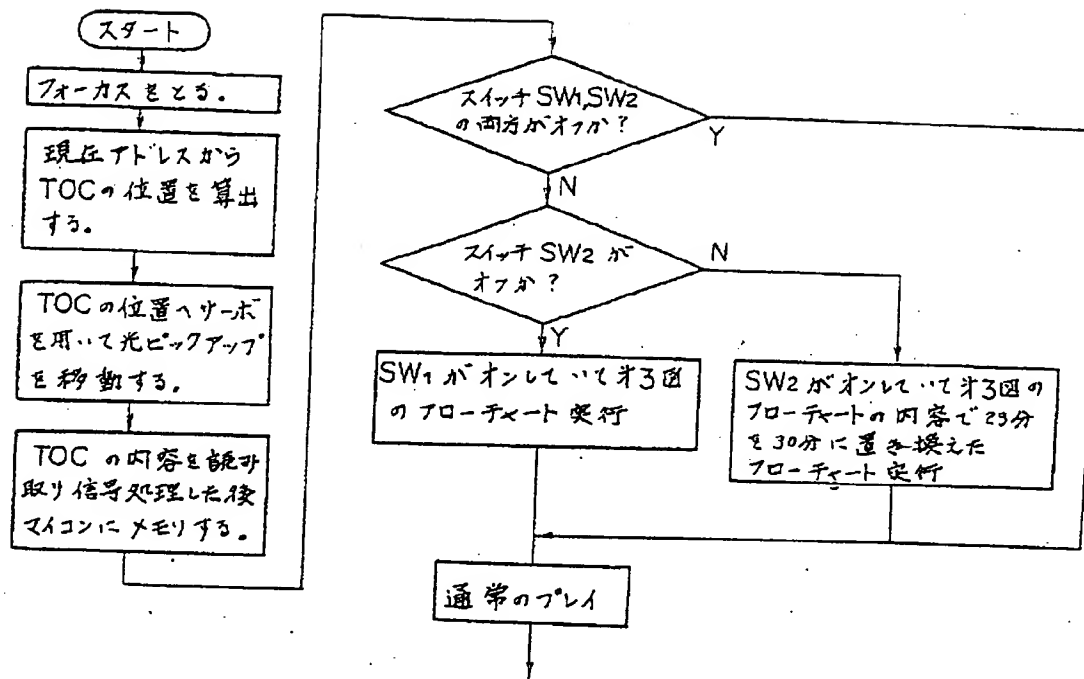 スタート
フォーカスをとる。
現在アドレスから
TOCの位置を算出
する。
TOCの位置へサーボ
を用いて光ピックアップ
を移動する。
TOCの内容を読み
取り信号処理した後
マイコンにメモリする。
スイッチSW1,SW2
の両方がオフか?
Y
N
スイッチSW2が
オフか?
N
Y
SW1がオンしていて第3図
のフローチャート実行
SW2がオンしていて第3図の
フローチャートの内容で23分
を30分に置き換えた
フローチャート実行
通常のプレイ